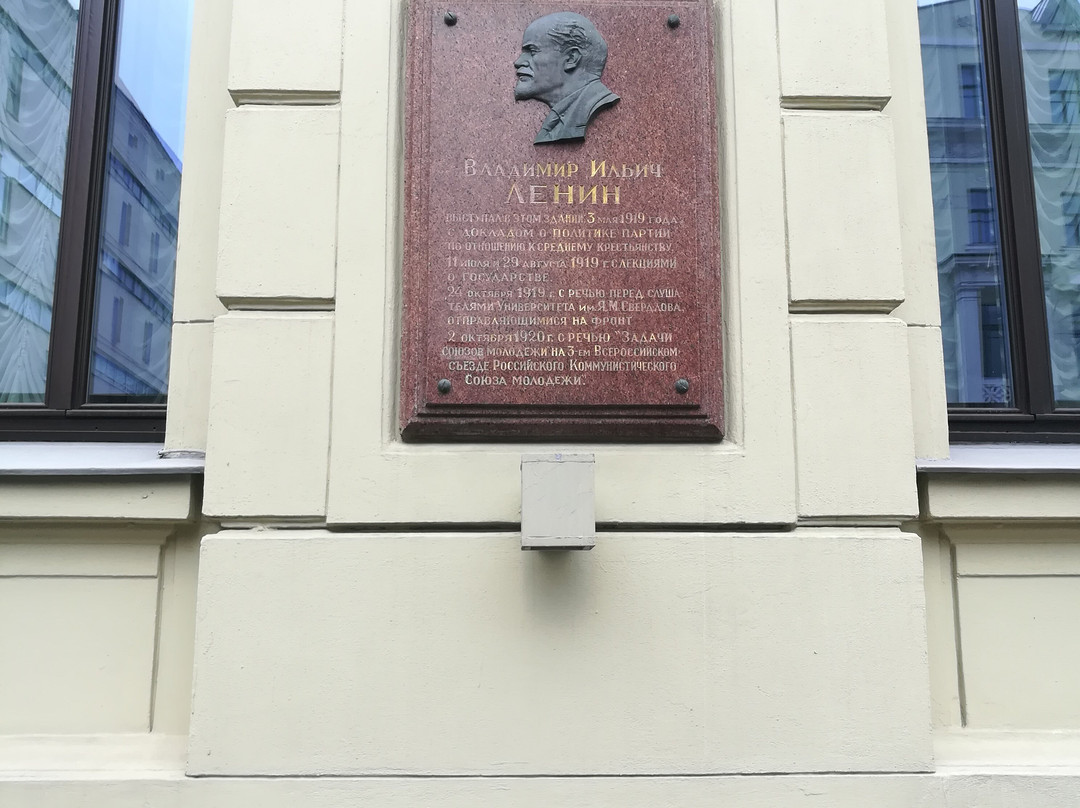 Владимир Ильич
ЛЕНИН
выступал в этом здании 3 мая 1919 года
с докладом о политике партии
по отношению к среднему крестьянству.
11 июля и 29 августа 1919 г. с лекциями
о государстве.
24 октября 1919 г. с речью перед слуша
телями Университета им. Я.М. Свердлова,
отправляющимися на фронт
2 октября 1920 г. с речью "Задачи
союзов молодежи" на 3-ем Всероссийском
съезде Российского Коммунистического
Союза молодежи.